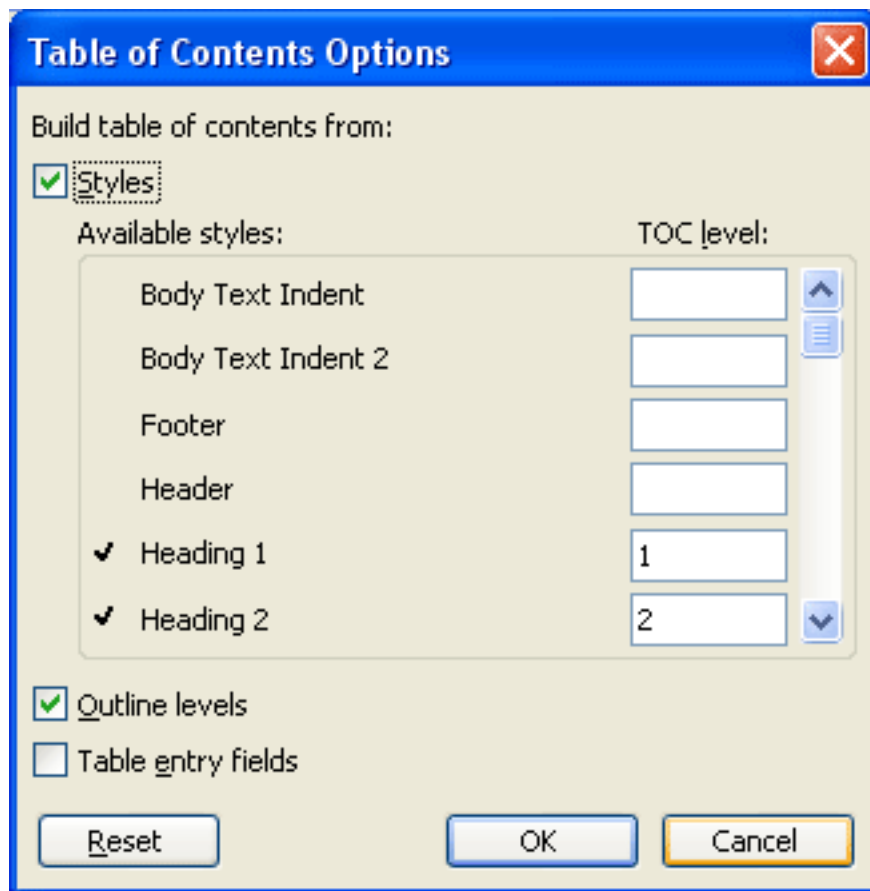 Table of Contents Options
Build table of contents from:
Styles
Available styles: TOC level:
Body Text Indent
Body Text Indent 2
Footer
Header
Heading 1 1
Heading 2 2
Outline levels
Table entry fields
Reset OK Cancel